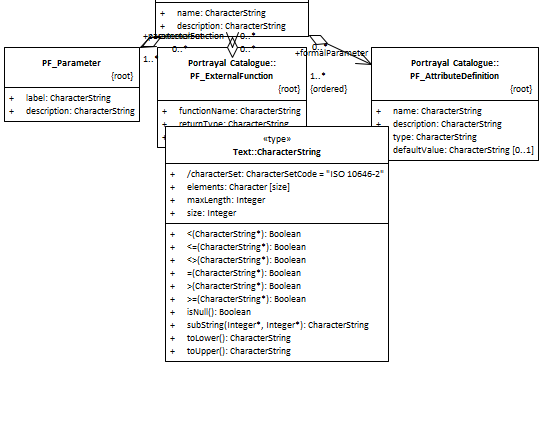 + name: CharacterString
+ description: CharacterString
0..*
0..*
0..*
0..*
+formalParameter
1..*
1..*
{ordered}
PF_Parameter
{root}
+ label: CharacterString
+ description: CharacterString
Portrayal Catalogue::
PF_ExternalFunction
{root}
+ functionName: CharacterString
+ returnType: CharacterString
+
Portrayal Catalogue::
PF_AttributeDefinition
{root}
+ name: CharacterString
+ description: CharacterString
type: CharacterString
defaultValue: CharacterString [0..1]
«type»
Text::CharacterString
+ /characterSet: CharacterSetCode = "ISO 10646-2"
+ elements: Character [size]
+ maxLength: Integer
+ size: Integer
+ <(CharacterString*): Boolean
+ <=(CharacterString*): Boolean
+ <>(CharacterString*): Boolean
+ =(CharacterString*): Boolean
+ >(CharacterString*): Boolean
+ >=(CharacterString*): Boolean
+ isNull(): Boolean
+ subString(Integer*, Integer*): CharacterString
+ toLower(): CharacterString
+ toUpper(): CharacterString